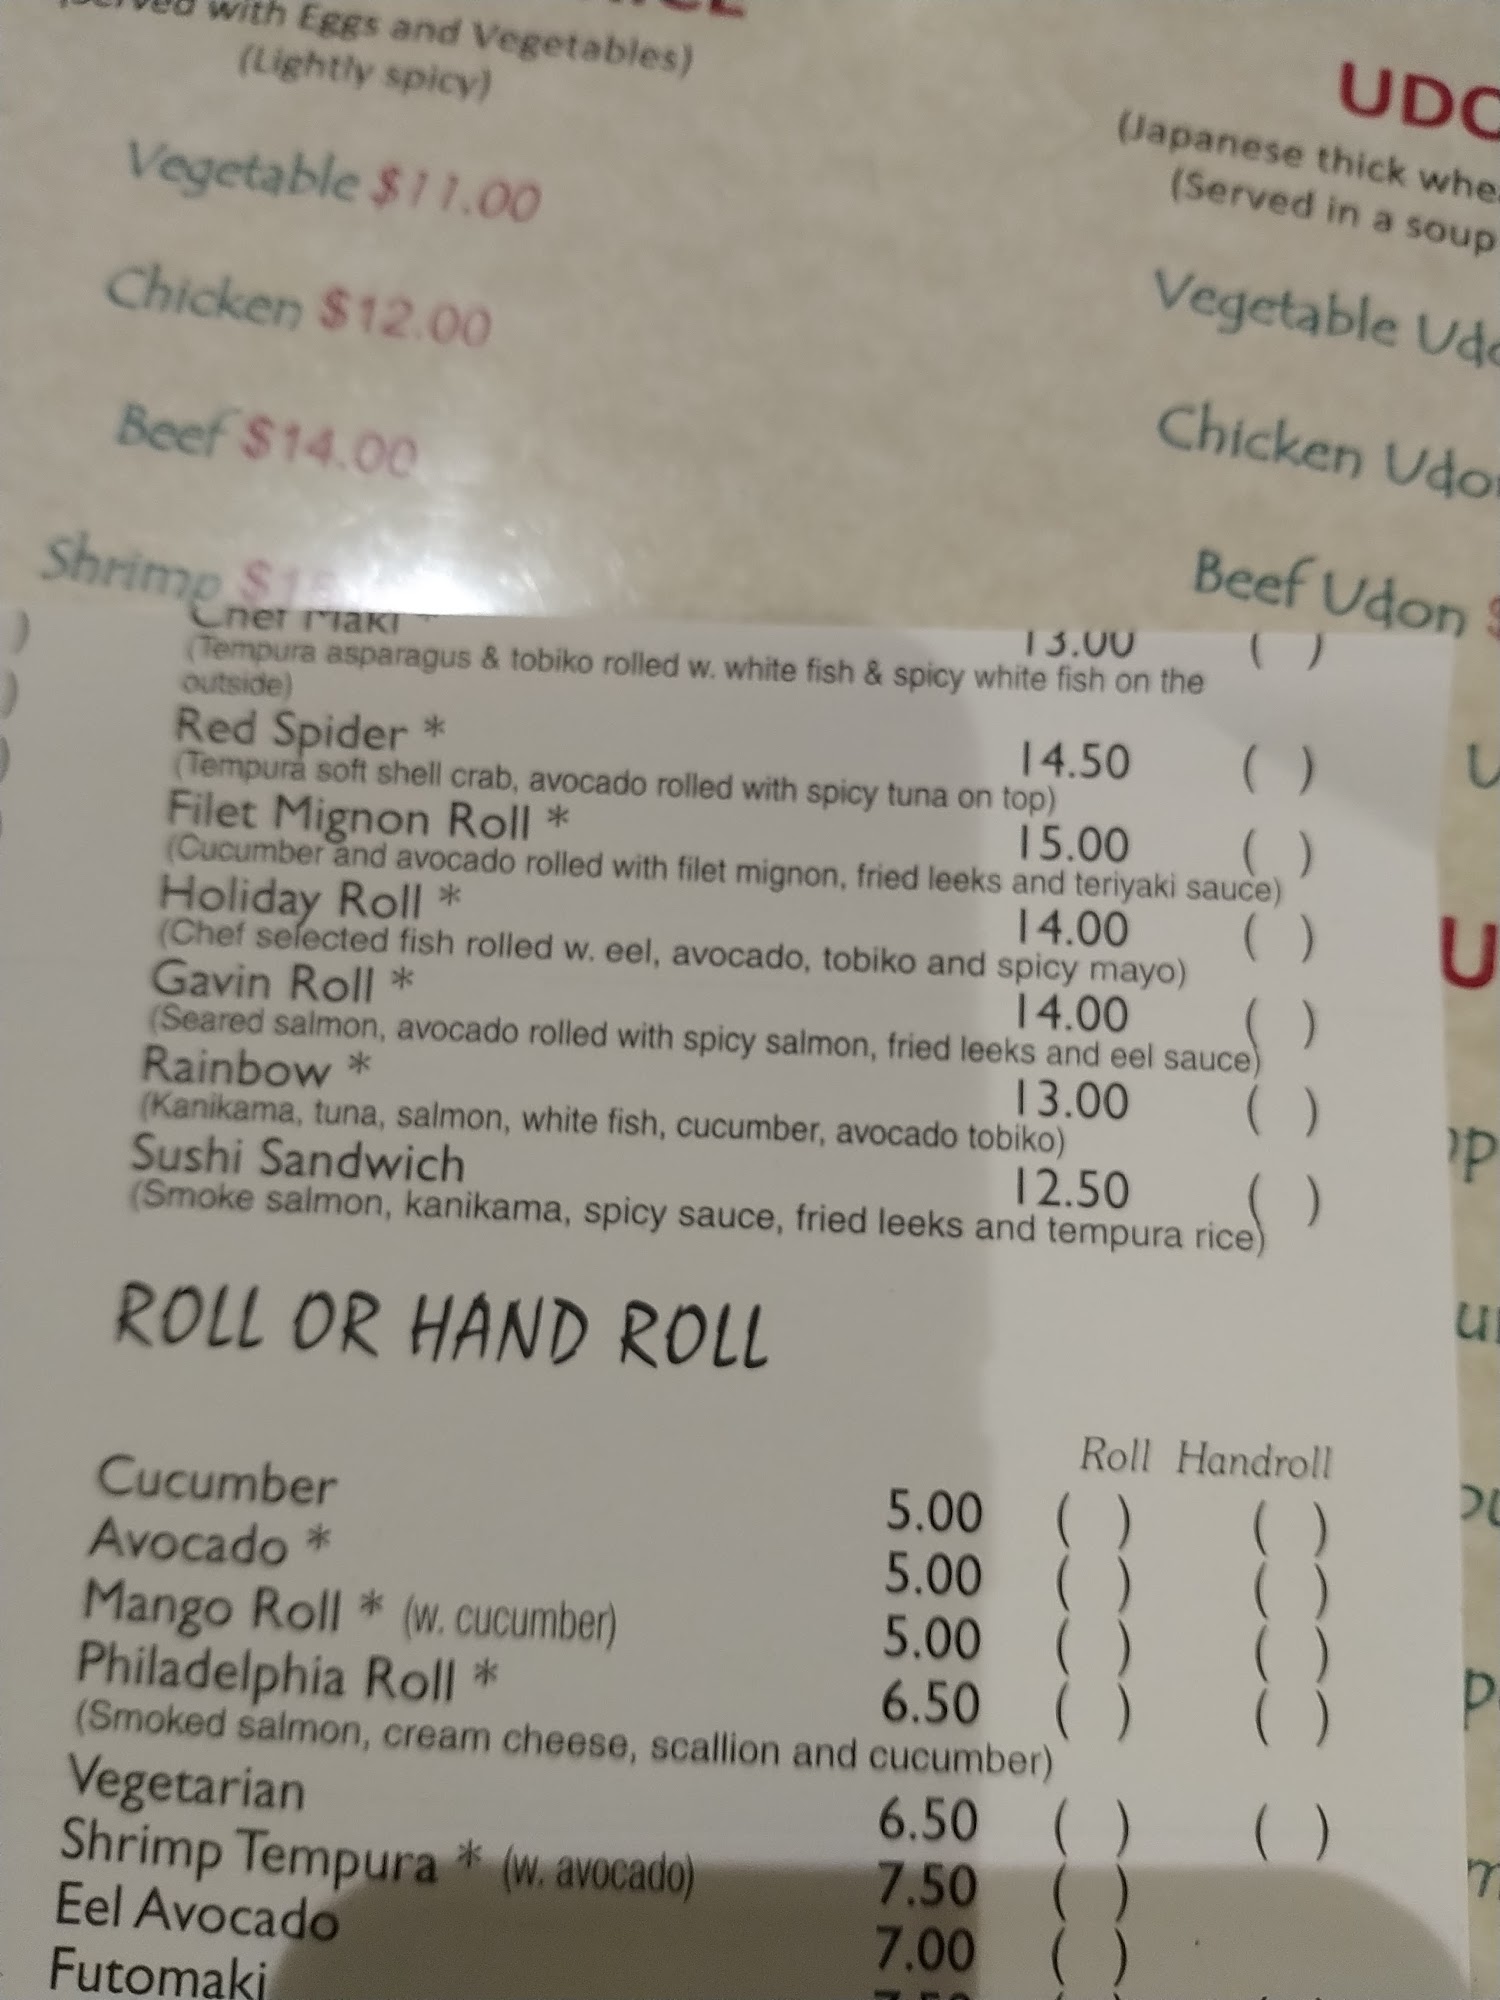 with Eggs and Vegetables)
(Lightly spicy)
Vegetable $11.00
Chicken $12.00
Beef $14.00
Shrimp
(Japanese thick
(Served in a soup
Vegetable
Chicken
Beef Udon
Chef Maki * 13.00 ( )
(Tempura asparagus & tobiko rolled w. white fish & spicy white fish on the
outside)
Red Spider * 14.50 ( )
(Tempura soft shell crab, avocado rolled with spicy tuna on top)
Filet Mignon Roll * 15.00 ( )
(Cucumber and avocado rolled with filet mignon, fried leeks and teriyaki sauce)
Holiday Roll * 14.00 ( )
(Chef selected fish rolled w. eel, avocado, tobiko and spicy mayo)
Gavin Roll * 14.00 ( )
(Seared salmon, avocado rolled with spicy salmon, fried leeks and eel sauce)
Rainbow * 13.00 ( )
(Kanikama, tuna, salmon, white fish, cucumber, avocado tobiko)
Sushi Sandwich 12.50 ( )
(Smoke salmon, kanikama, spicy sauce, fried leeks and tempura rice)
ROLL OR HAND ROLL
Roll Handroll
Cucumber 5.00 ( ) ( )
Avocado * 5.00 ( ) ( )
Mango Roll * (w. cucumber) 5.00 ( ) ( )
Philadelphia Roll * 6.50 ( ) ( )
(Smoked salmon, cream cheese, scallion and cucumber)
Vegetarian 6.50 ( ) ( )
Shrimp Tempura * (w. avocado) 7.50 ( )
Eel Avocado 7.00 ( )
Futomaki